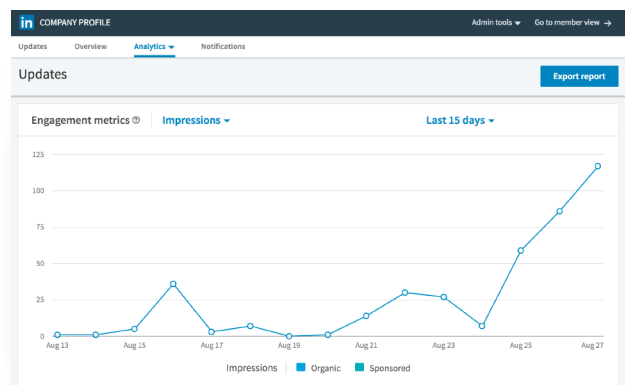 in COMPANY PROFILE Admin tools Go to member view →
Updates Overview Analytics Notifications
Updates Export report
Engagement metrics ? Impressions Last 15 days
125
100
75
50
25
0
Aug 13 Aug 15 Aug 17 Aug 19 Aug 21 Aug 23 Aug 25 Aug 27
Impressions Organic Sponsored